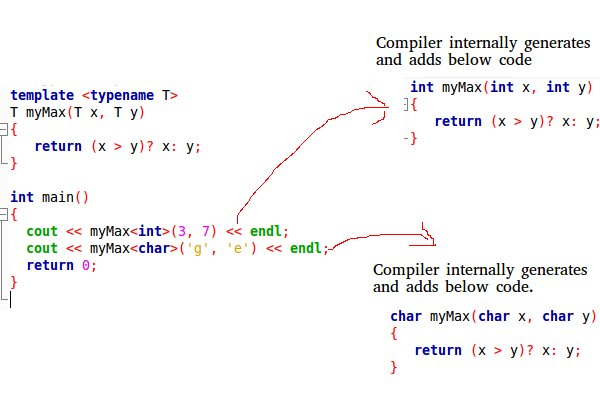 template <typename T>
T myMax(T x, T y)
{
return (x > y)? x: y;
}
int main()
{
cout << myMax<int>(3, 7) << endl;
cout << myMax<char>('g', 'e') << endl;
return 0;
}
Compiler internally generates
and adds below code
int myMax(int x, int y)
{
return (x > y)? x: y;
}
Compiler internally generates
and adds below code.
char myMax(char x, char y)
{
return (x > y)? x: y;
}